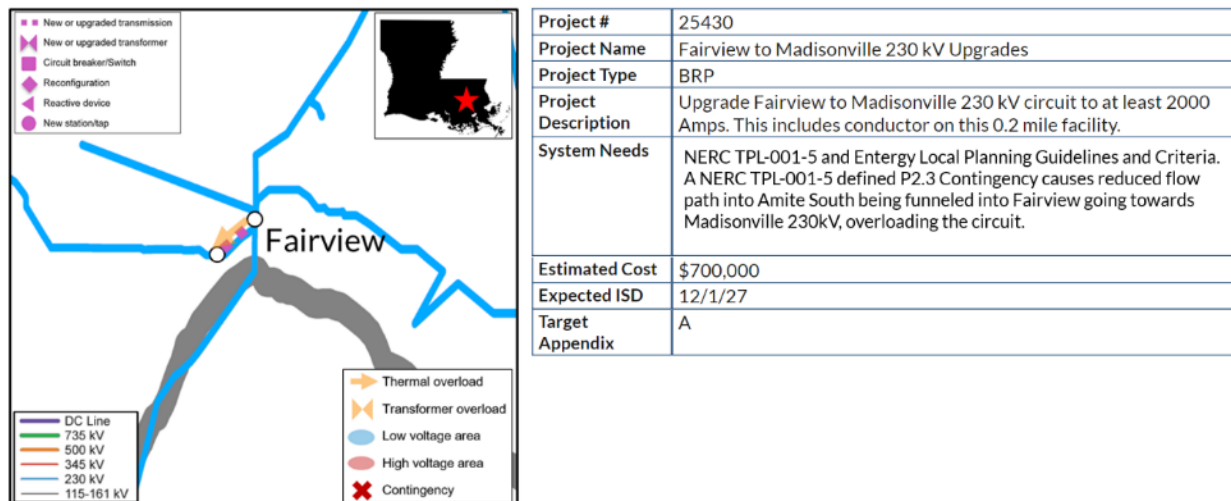 New or upgraded transmission
New or upgraded transformer
Circuit breaker/Switch
Reconfiguration
Reactive device
New station/tap
Fairview
DC Line
735 kV
500 kV
345 kV
230 kV
115-161 kV
Thermal overload
Transformer overload
Low voltage area
High voltage area
Contingency
Project # 25430
Project Name Fairview to Madisonville 230 kV Upgrades
Project Type BRP
Project Upgrade Fairview to Madisonville 230 kV circuit to at least 2000
Description Amps. This includes conductor on this 0.2 mile facility.
System Needs NERC TPL-001-5 and Entergy Local Planning Guidelines and Criteria.
A NERC TPL-001-5 defined P2.3 Contingency causes reduced flow
path into Amite South being funneled into Fairview going towards
Madisonville 230kV, overloading the circuit.
Estimated Cost $700,000
Expected ISD 12/1/27
Target A
Appendix